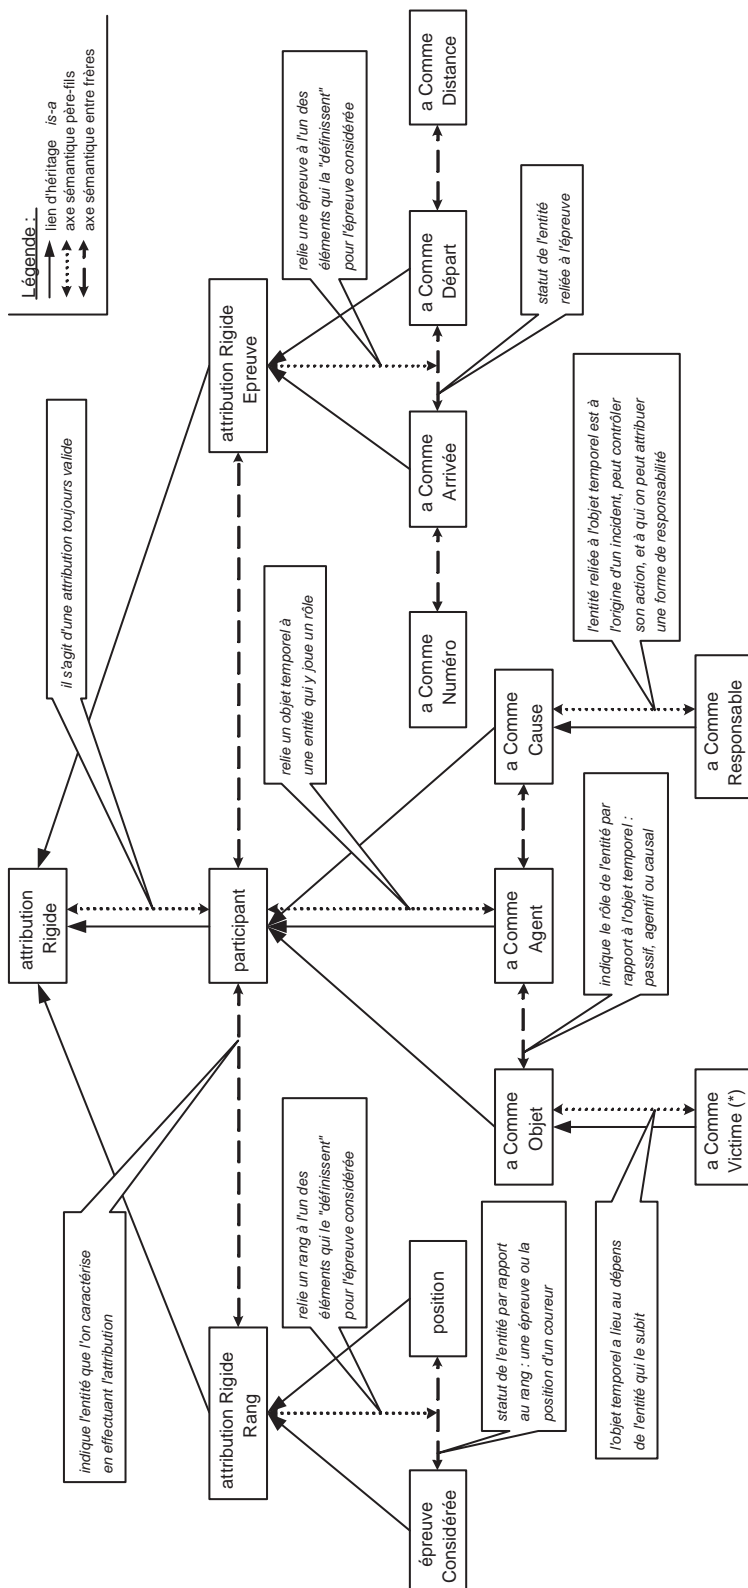 Légende :
lien d'héritage is-a
axe sémantique père-fils
axe sémantique entre frères
attribution
Rigide
indique l'entité que l'on caractérise
en effectuant l'attribution
il s'agit d'une attribution toujours valide
attribution Rigide
Rang
participant
attribution Rigide
Epreuve
relie un rang à l'un des
éléments qui le "définissent"
pour l'épreuve considérée
relie un objet temporel à
une entité qui y joue un rôle
relie une épreuve à l'un des
éléments qui la "définissent"
pour l'épreuve considérée
épreuve
Considérée
position
a Comme
Objet
a Comme
Agent
a Comme
Cause
a Comme
Numéro
a Comme
Arrivée
a Comme
Départ
a Comme
Distance
statut de l'entité par rapport
au rang : une épreuve ou la
position d'un coureur
indique le rôle de l'entité par
rapport à l'objet temporel :
passif, agentif ou causal
statut de l'entité
reliée à l'épreuve
l'objet temporel a lieu au dépens
de l'entité qui le subit
l'entité reliée à l'objet temporel est à
l'origine d'un incident, peut contrôler
son action, et à qui on peut attribuer
une forme de responsabilité
a Comme
Victime (*)
a Comme
Responsable